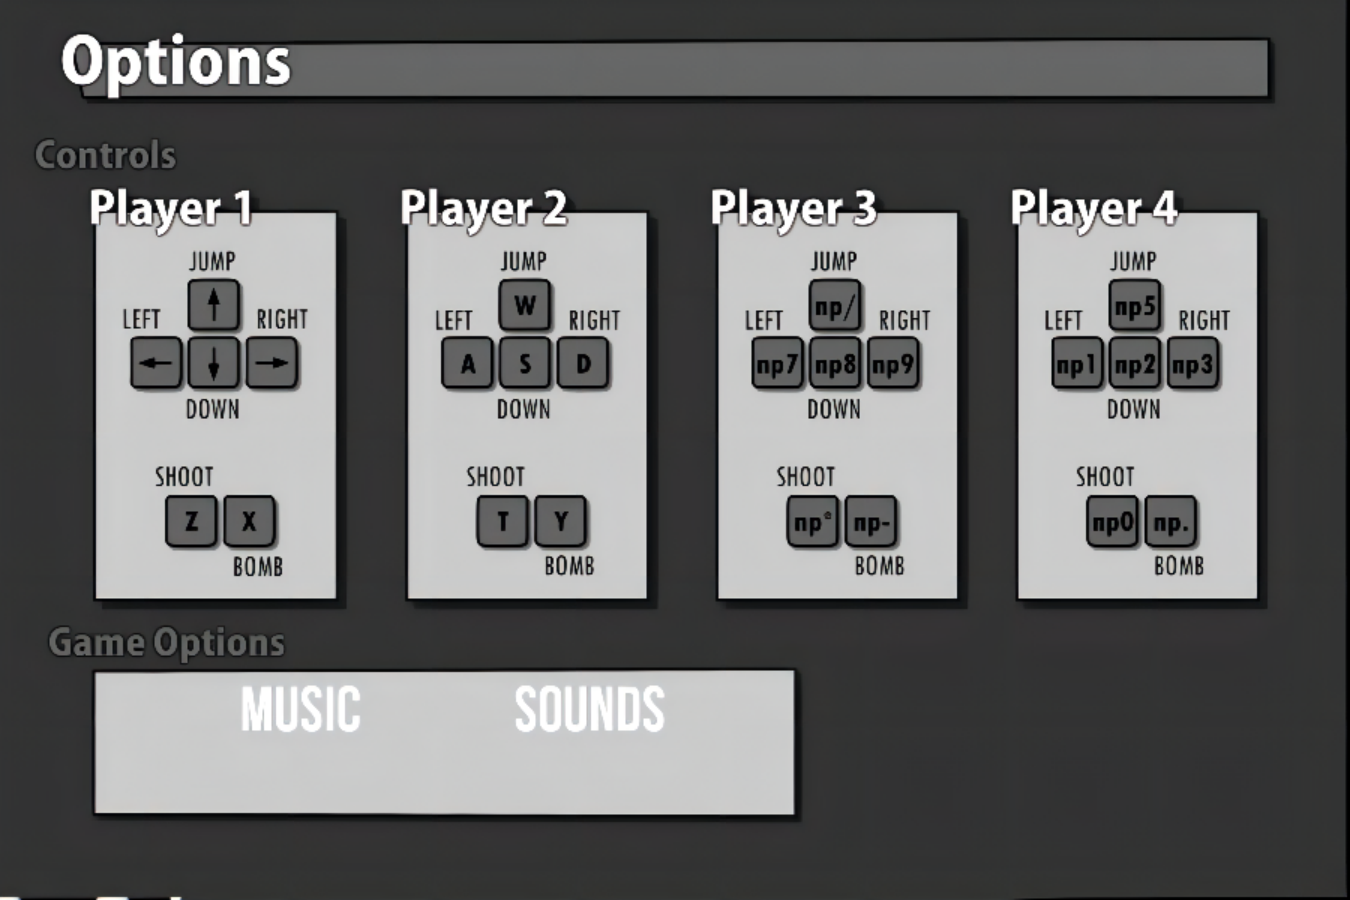 Options
Controls
Player 1 Player 2 Player 3 Player 4
JUMP JUMP JUMP JUMP
↑ W np/ np5
LEFT RIGHT LEFT RIGHT LEFT RIGHT LEFT RIGHT
← ↓ → A S D np7 np8 np9 np1 np2 np3
DOWN DOWN DOWN DOWN
SHOOT SHOOT SHOOT SHOOT
Z X T Y np* np- np0 np.
BOMB BOMB BOMB BOMB
Game Options
MUSIC SOUNDS